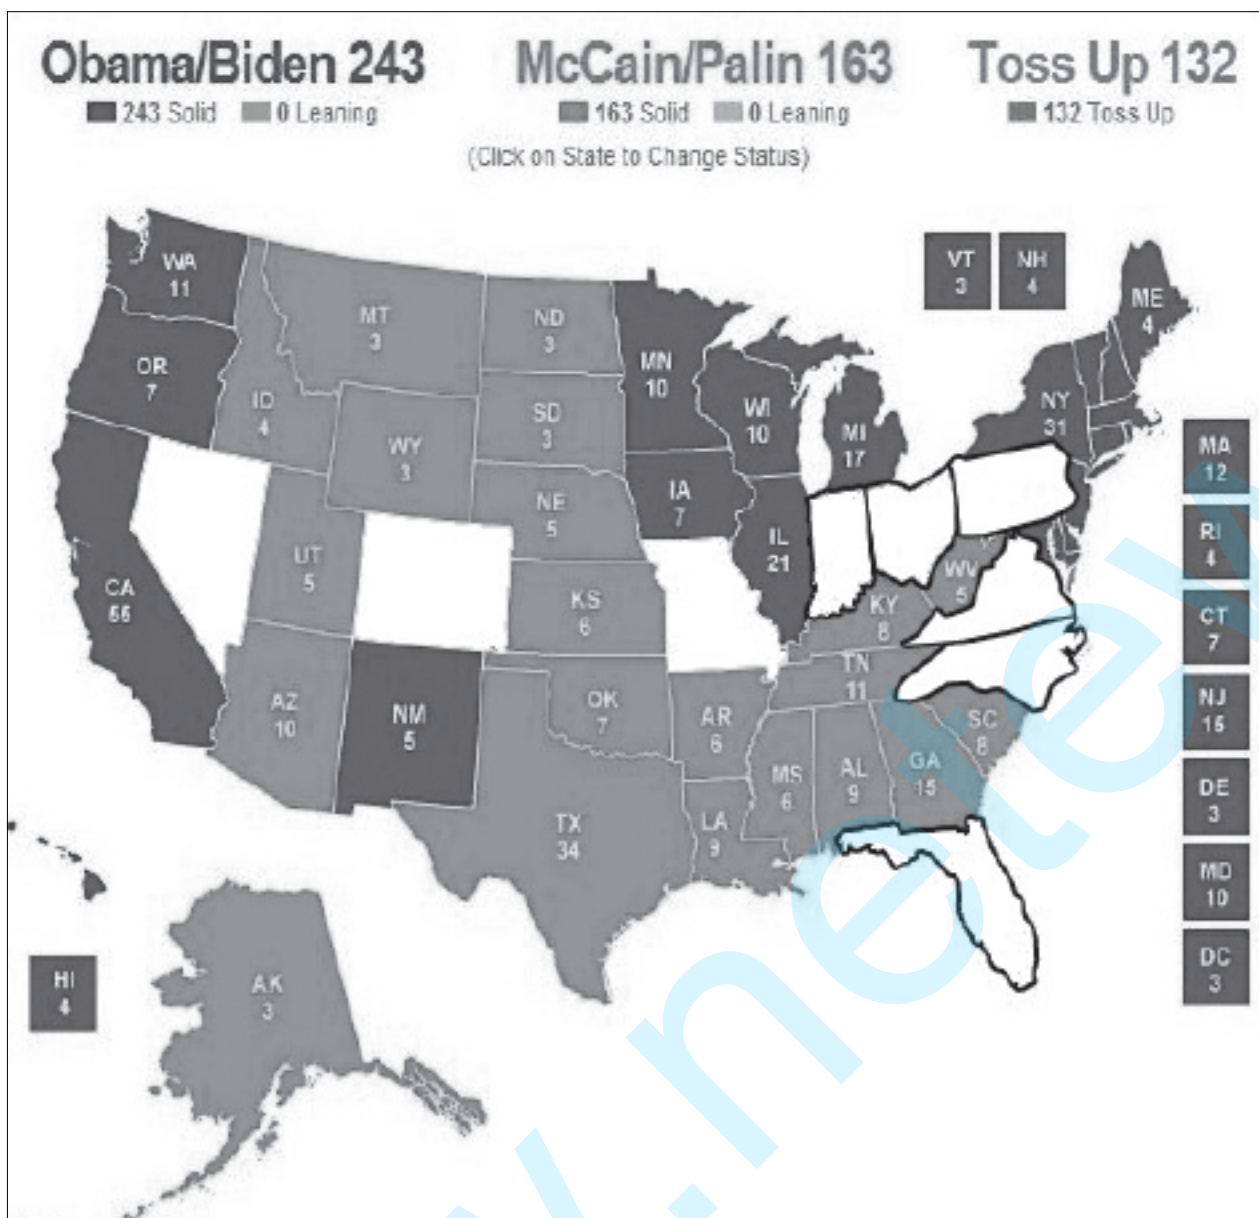 Obama/Biden 243
243 Solid 0 Leaning
McCain/Palin 163
163 Solid 0 Leaning
Toss Up 132
132 Toss Up
(Click on State to Change Status)
WA
11
OR
7
CA
55
ID
4
MT
3
WY
3
UT
5
AZ
10
NM
5
ND
3
SD
3
NE
5
KS
6
OK
7
TX
34
MN
10
IA
7
WI
10
IL
21
MI
17
AR
6
LA
9
MS
6
AL
9
GA
15
SC
8
TN
11
KY
8
WV
5
NY
31
ME
4
VT
3
NH
4
MA
12
RI
4
CT
7
NJ
15
DE
3
MD
10
DC
3
HI
4
AK
3